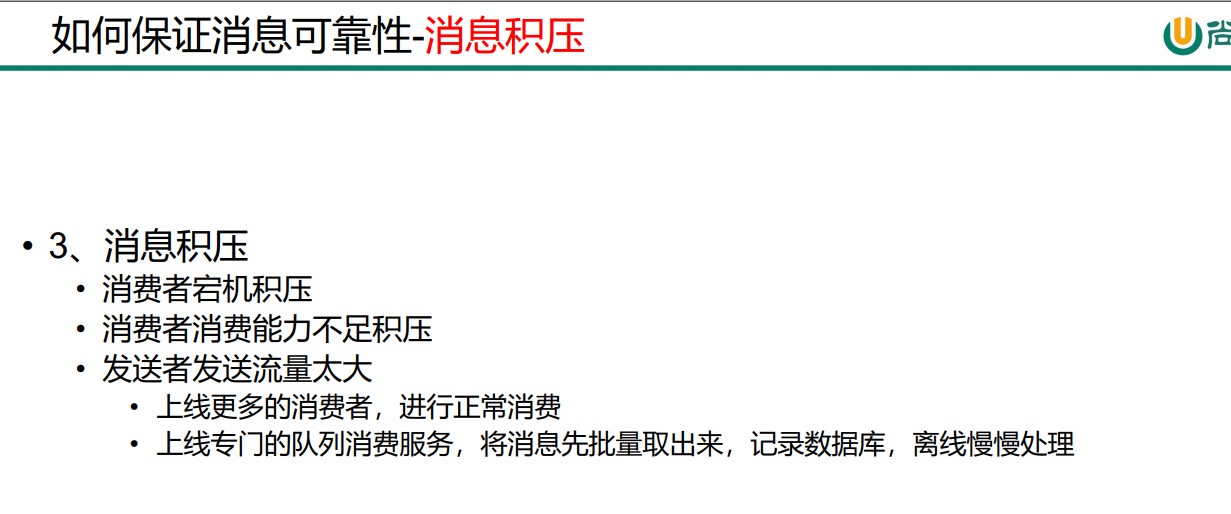 如何保证消息可靠性-消息积压
• 3、消息积压
• 消费者宕机积压
• 消费者消费能力不足积压
• 发送者发送流量太大
• 上线更多的消费者，进行正常消费
• 上线专门的队列消费服务，将消息先批量取出来，记录数据库，离线慢慢处理